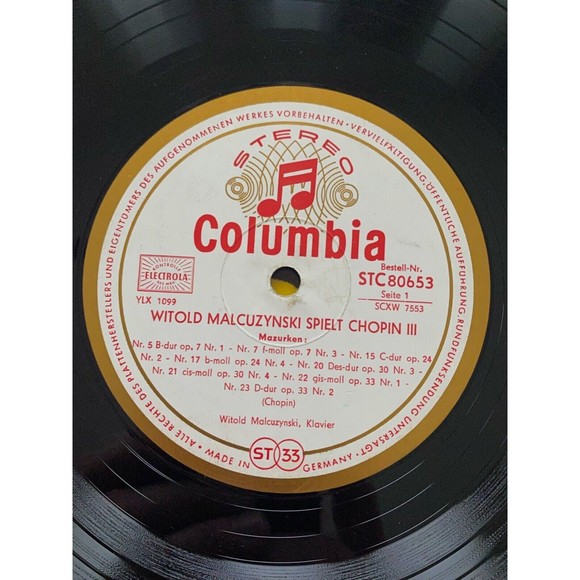 ALLE RECHTE DES PLATTENHERSTELLERS UND EIGENTÜMERS DES AUFGENOMMENEN WERKES VORBEHALTEN · VERVIELFÄLTIGUNG, ÖFFENTLICHE AUFFÜHRUNG, RUNDFUNKSENDUNG UNTERSAGT ·
STEREO
Columbia
ELECTROLA
Bestell-Nr.
STC 80653
Seite 1
YLX 1099
SCXW 7553
WITOLD MALCUZYNSKI SPIELT CHOPIN III
Mazurken:
Nr. 5 B-dur op. 7 Nr. 1 - Nr. 7 f-moll op. 7 Nr. 3 - Nr. 15 C-dur op. 24
Nr. 2 - Nr. 17 b-moll op. 24 Nr. 4 - Nr. 20 Des-dur op. 30 Nr. 3 -
Nr. 21 cis-moll op. 30 Nr. 4 - Nr. 22 gis-moll op. 33 Nr. 1 -
Nr. 23 D-dur op. 33 Nr. 2
(Chopin)
Witold Malcuzynski, Klavier
MADE IN GERMANY
ST 33